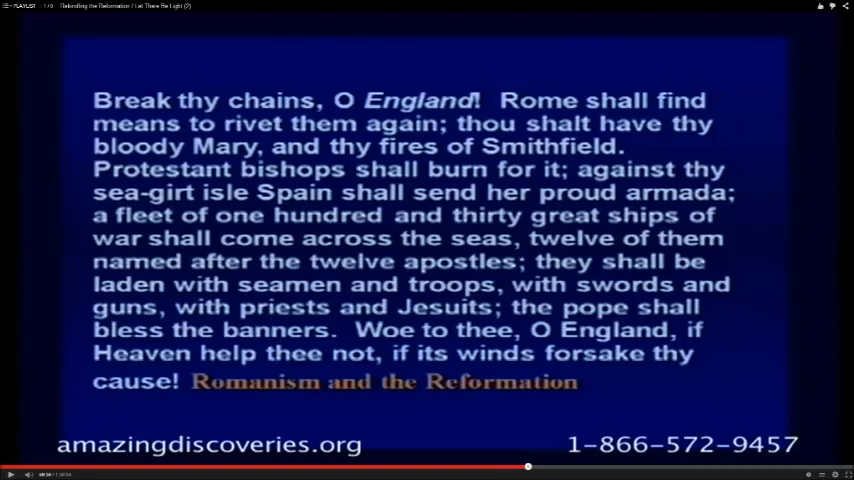 PLAYLIST
Rekindling the Reformation / Let There Be Light (2)
Break thy chains, O England! Rome shall find
means to rivet them again; thou shalt have thy
bloody Mary, and thy fires of Smithfield.
Protestant bishops shall burn for it; against thy
sea-girt isle Spain shall send her proud armada;
a fleet of one hundred and thirty great ships of
war shall come across the seas, twelve of them
named after the twelve apostles; they shall be
laden with seamen and troops, with swords and
guns, with priests and Jesuits; the pope shall
bless the banners. Woe to thee, O England, if
Heaven help thee not, if its winds forsake thy
cause! Romanism and the Reformation
amazingdiscoveries.org 1-866-572-9457